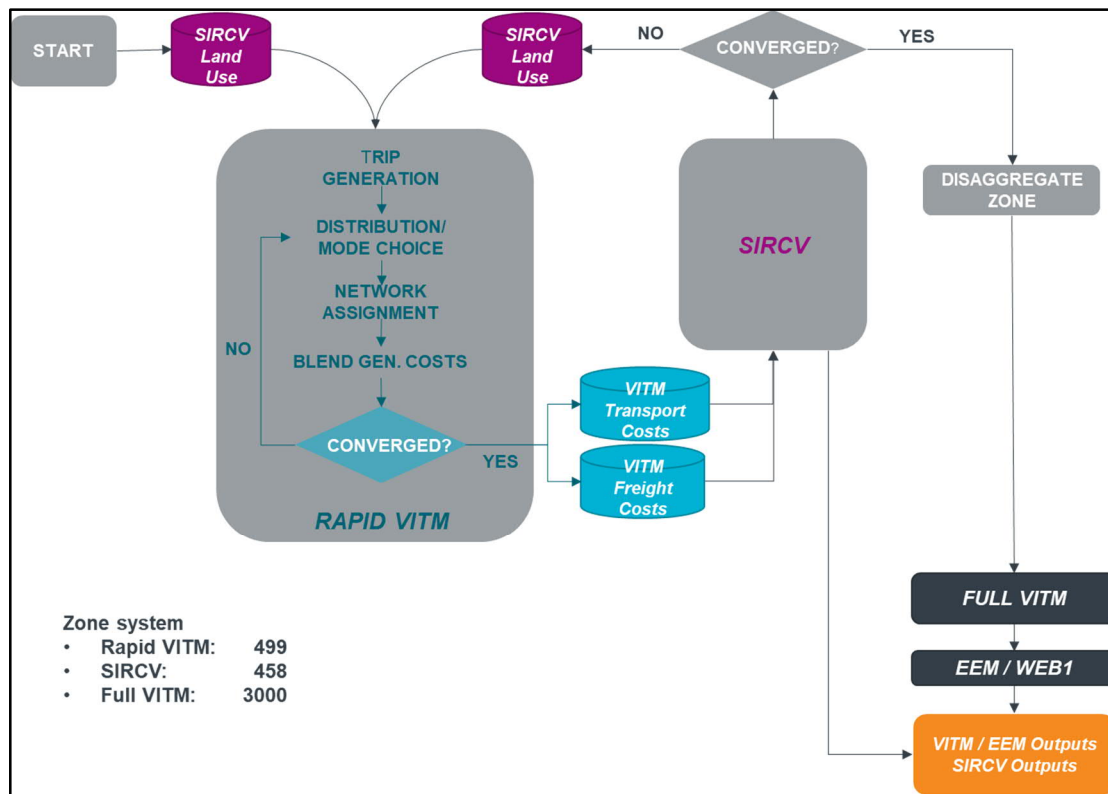 START
SIRCV
Land
Use
SIRCV
Land
Use
NO
CONVERGED?
YES
TRIP
GENERATION
DISTRIBUTION/
MODE CHOICE
NETWORK
ASSIGNMENT
NO
BLEND GEN. COSTS
CONVERGED?
YES
RAPID VITM
VITM
Transport
Costs
VITM
Freight
Costs
SIRCV
DISAGGREGATE
ZONE
FULL VITM
EEM / WEB1
VITM / EEM Outputs
SIRCV Outputs
Zone system
• Rapid VITM: 499
• SIRCV: 458
• Full VITM: 3000